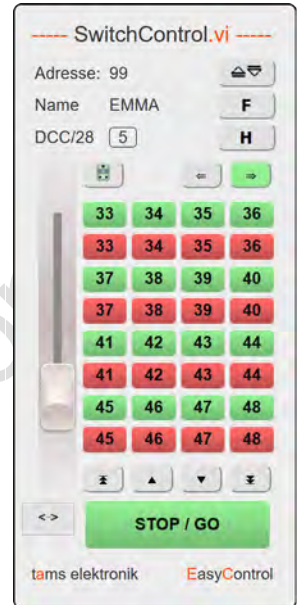 ----- SwitchControl.vi -----
Adresse: 99
Name EMMA F
DCC/28 5 H
⇐ ⇒
33 34 35 36
33 34 35 36
37 38 39 40
37 38 39 40
41 42 43 44
41 42 43 44
45 46 47 48
45 46 47 48
<-> STOP / GO
tams elektronik EasyControl